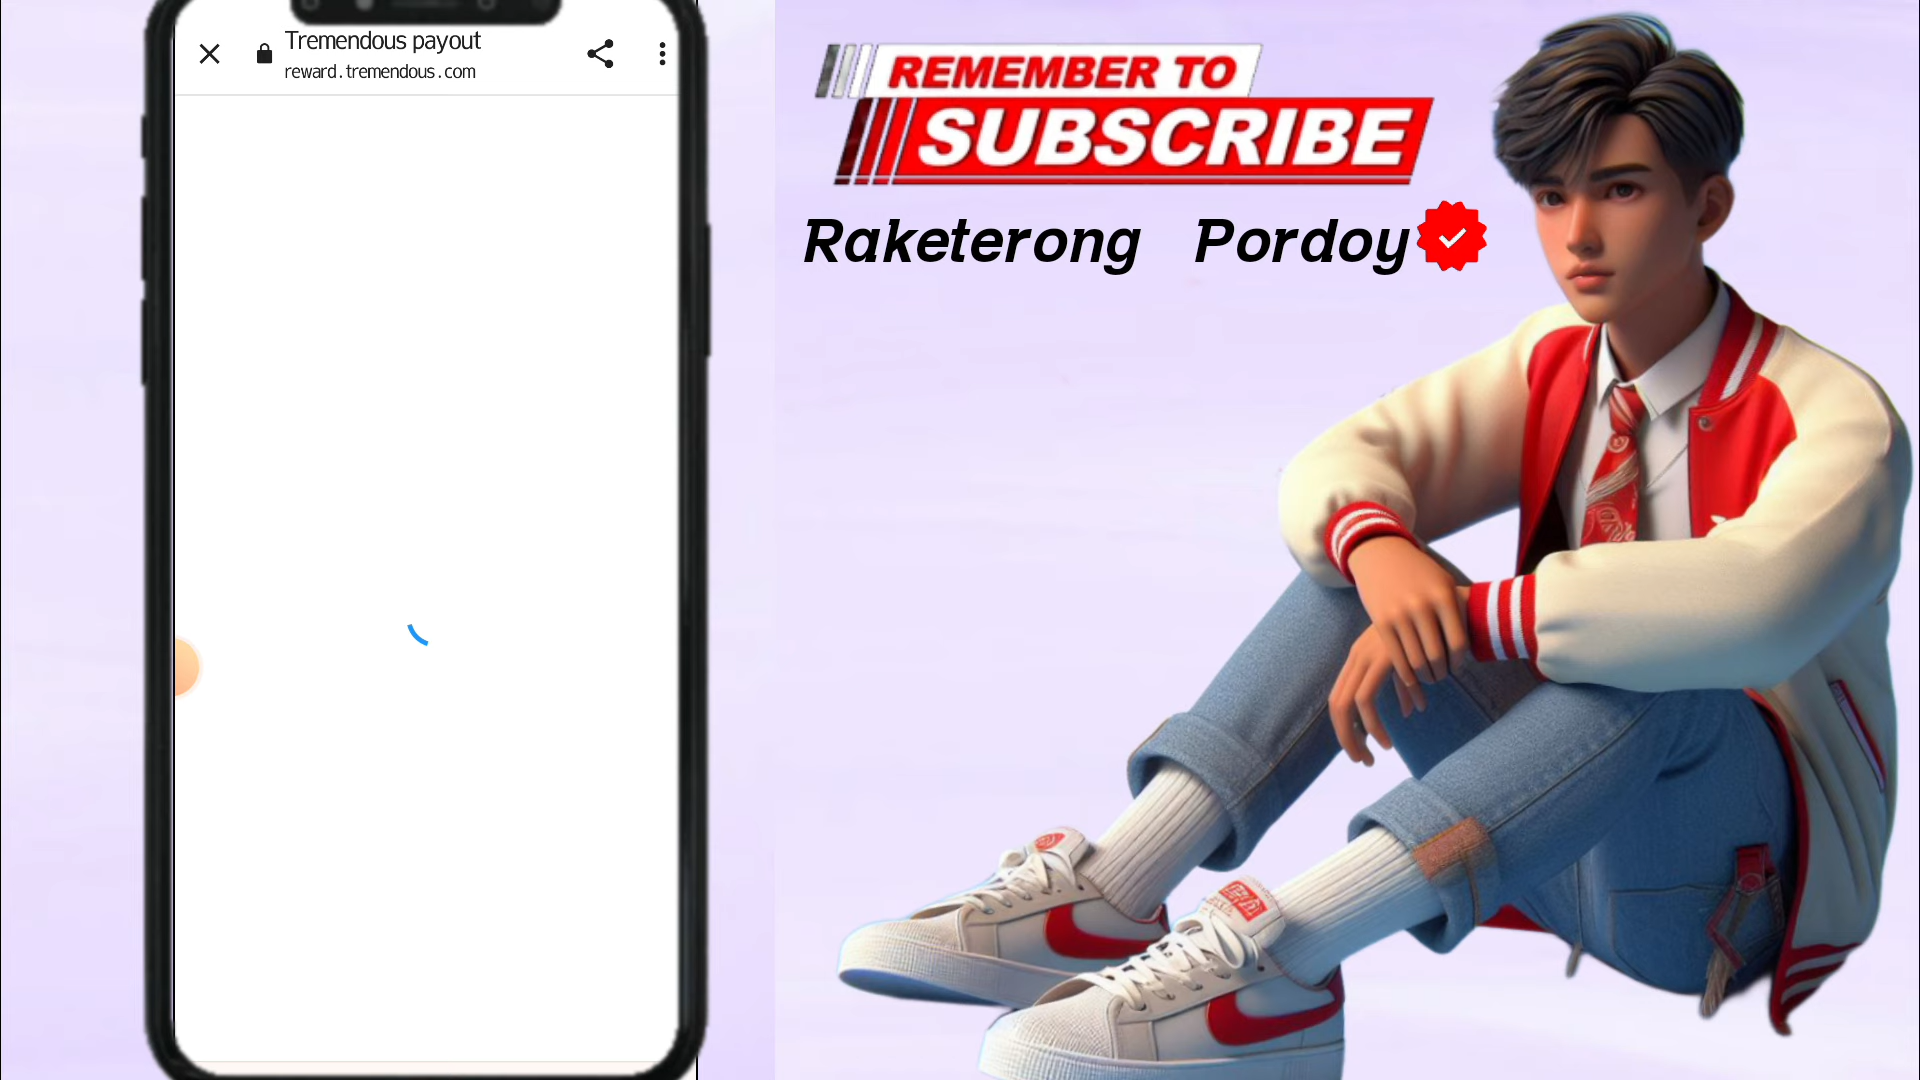 Tremendous payout
reward.tremendous.com
REMEMBER TO
SUBSCRIBE
Raketerong Pordoy